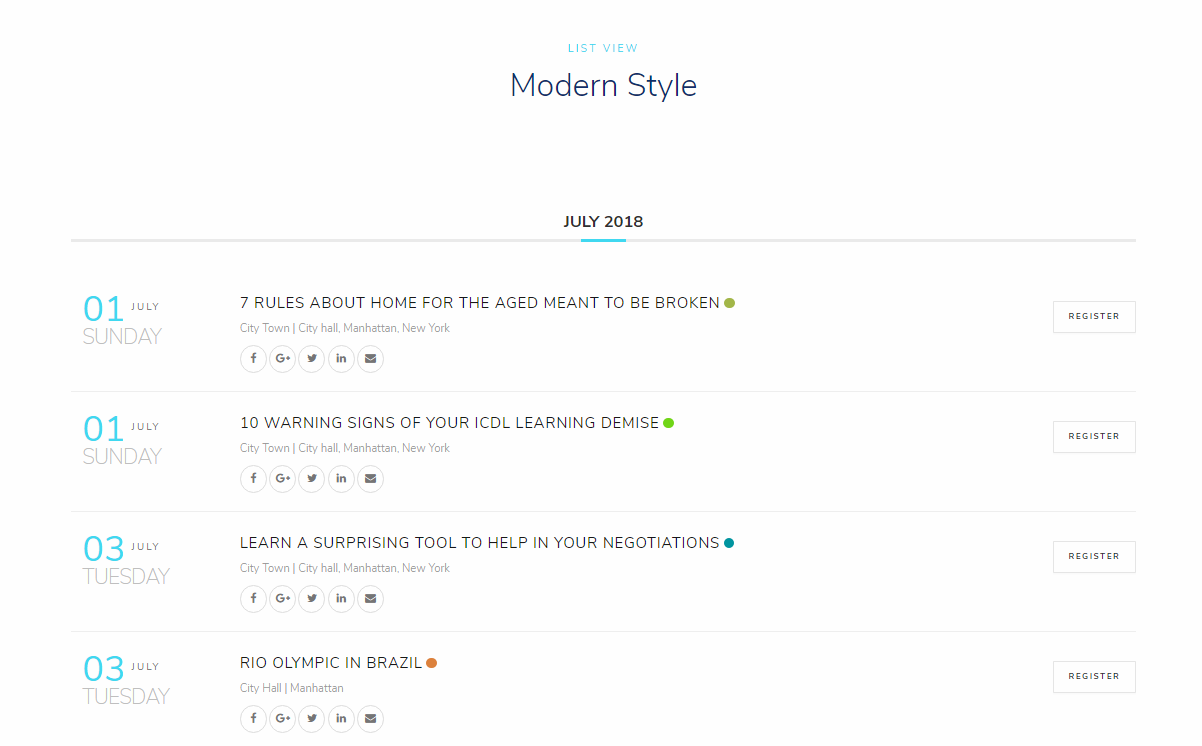 LIST VIEW
Modern Style
JULY 2018
01 JULY
SUNDAY
7 RULES ABOUT HOME FOR THE AGED MEANT TO BE BROKEN
City Town | City hall, Manhattan, New York
REGISTER
01 JULY
SUNDAY
10 WARNING SIGNS OF YOUR ICDL LEARNING DEMISE
City Town | City hall, Manhattan, New York
REGISTER
03 JULY
TUESDAY
LEARN A SURPRISING TOOL TO HELP IN YOUR NEGOTIATIONS
City Town | City hall, Manhattan, New York
REGISTER
03 JULY
TUESDAY
RIO OLYMPIC IN BRAZIL
City Hall | Manhattan
REGISTER